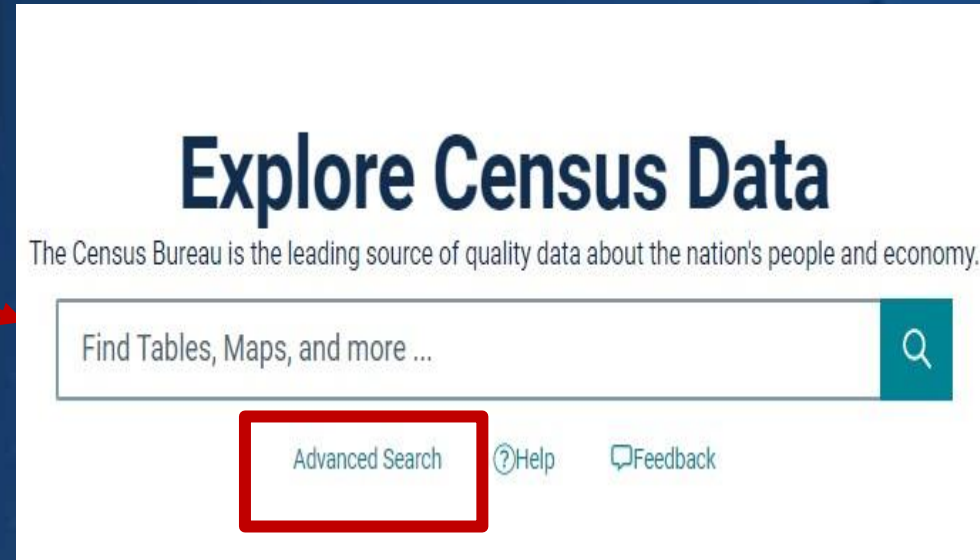 Explore Census Data
The Census Bureau is the leading source of quality data about the nation's people and economy.
Find Tables, Maps, and more ...
Advanced Search ?Help Feedback